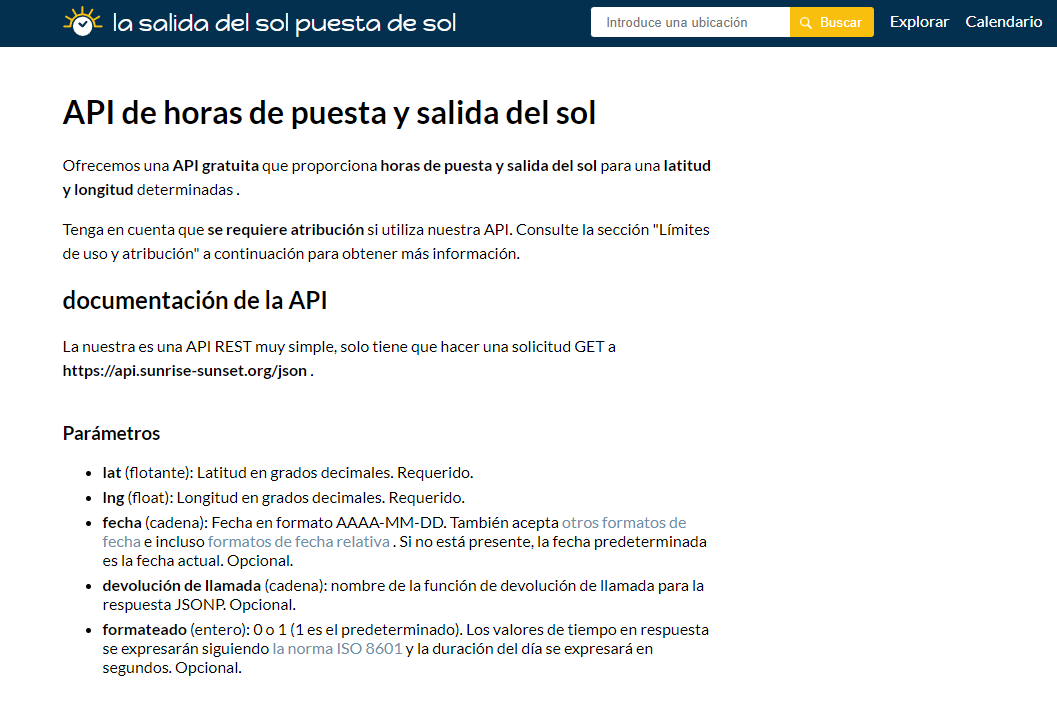 la salida del sol puesta de sol
Introduce una ubicación
Buscar
Explorar
Calendario
API de horas de puesta y salida del sol
Ofrecemos una API gratuita que proporciona horas de puesta y salida del sol para una latitud
y longitud determinadas .
Tenga en cuenta que se requiere atribución si utiliza nuestra API. Consulte la sección "Límites
de uso y atribución" a continuación para obtener más información.
documentación de la API
La nuestra es una API REST muy simple, solo tiene que hacer una solicitud GET a
https://api.sunrise-sunset.org/json .
Parámetros
• lat (flotante): Latitud en grados decimales. Requerido.
• lng (float): Longitud en grados decimales. Requerido.
• fecha (cadena): Fecha en formato AAAA-MM-DD. También acepta otros formatos de
fecha e incluso formatos de fecha relativa . Si no está presente, la fecha predeterminada
es la fecha actual. Opcional.
• devolución de llamada (cadena): nombre de la función de devolución de llamada para la
respuesta JSONP. Opcional.
• formateado (entero): 0 o 1 (1 es el predeterminado). Los valores de tiempo en respuesta
se expresarán siguiendo la norma ISO 8601 y la duración del día se expresará en
segundos. Opcional.